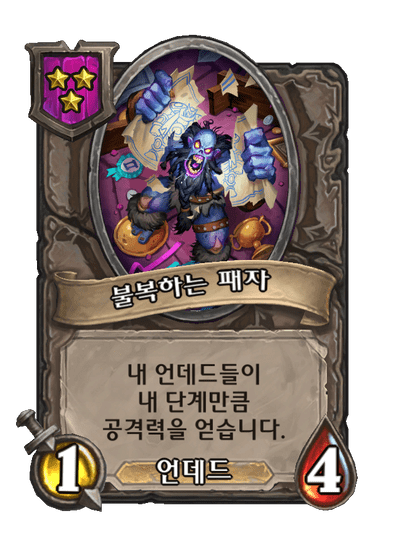 불복하는 패자
내 언데드들이
내 단계만큼
공격력을 얻습니다.
1
언데드
4